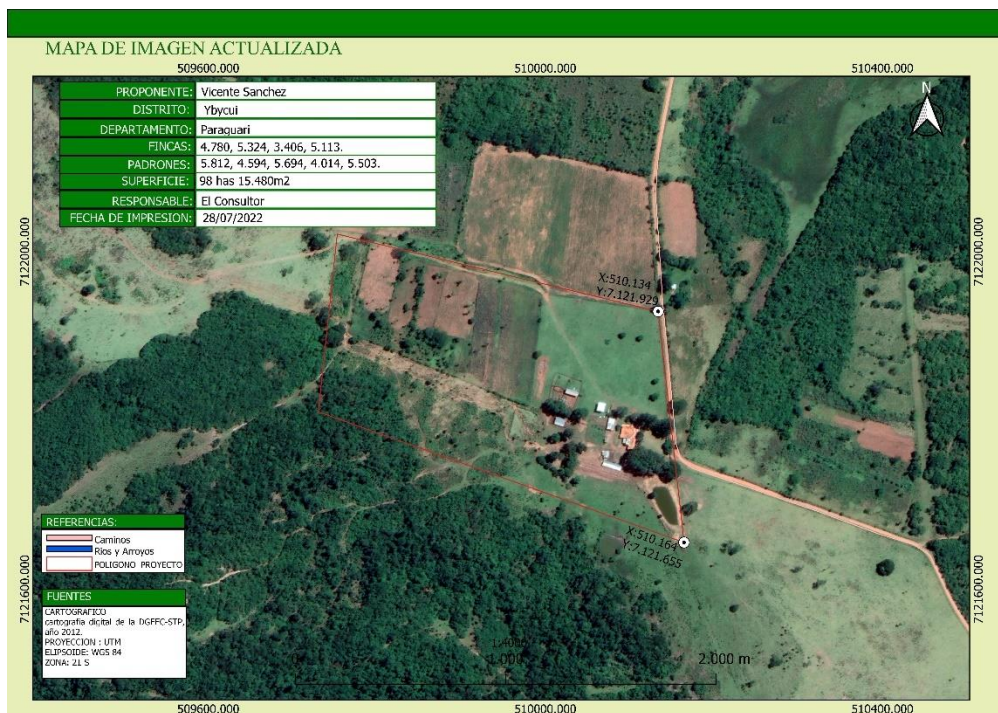 MAPA DE IMAGEN ACTUALIZADA
509600.000 510000.000 510400.000
PROPONENTE: Vicente Sanchez
DISTRITO: Ybycui
DEPARTAMENTO: Paraquari
FINCAS: 4.780, 5.324, 3.406, 5.113.
PADRONES: 5.812, 4.594, 5.694, 4.014, 5.503.
SUPERFICIE: 98 has 15.480m2
RESPONSABLE: El Consultor
FECHA DE IMPRESION: 28/07/2022
N
7122000.000 7122000.000
X:510.134
Y:7.121.929
X:510.164
Y:7.121.655
REFERENCIAS:
Caminos
Rios y Arroyos
POLIGONO PROYECTO
7121600.000 7121600.000
FUENTES
CARTOGRAFICO
cartografia digital de la DGEEC-STP,
año 2012.
PROYECCION : UTM
ELIPSOIDE: WGS 84
ZONA: 21 S
0 1.000 2.000 m
509600.000 510000.000 510400.000